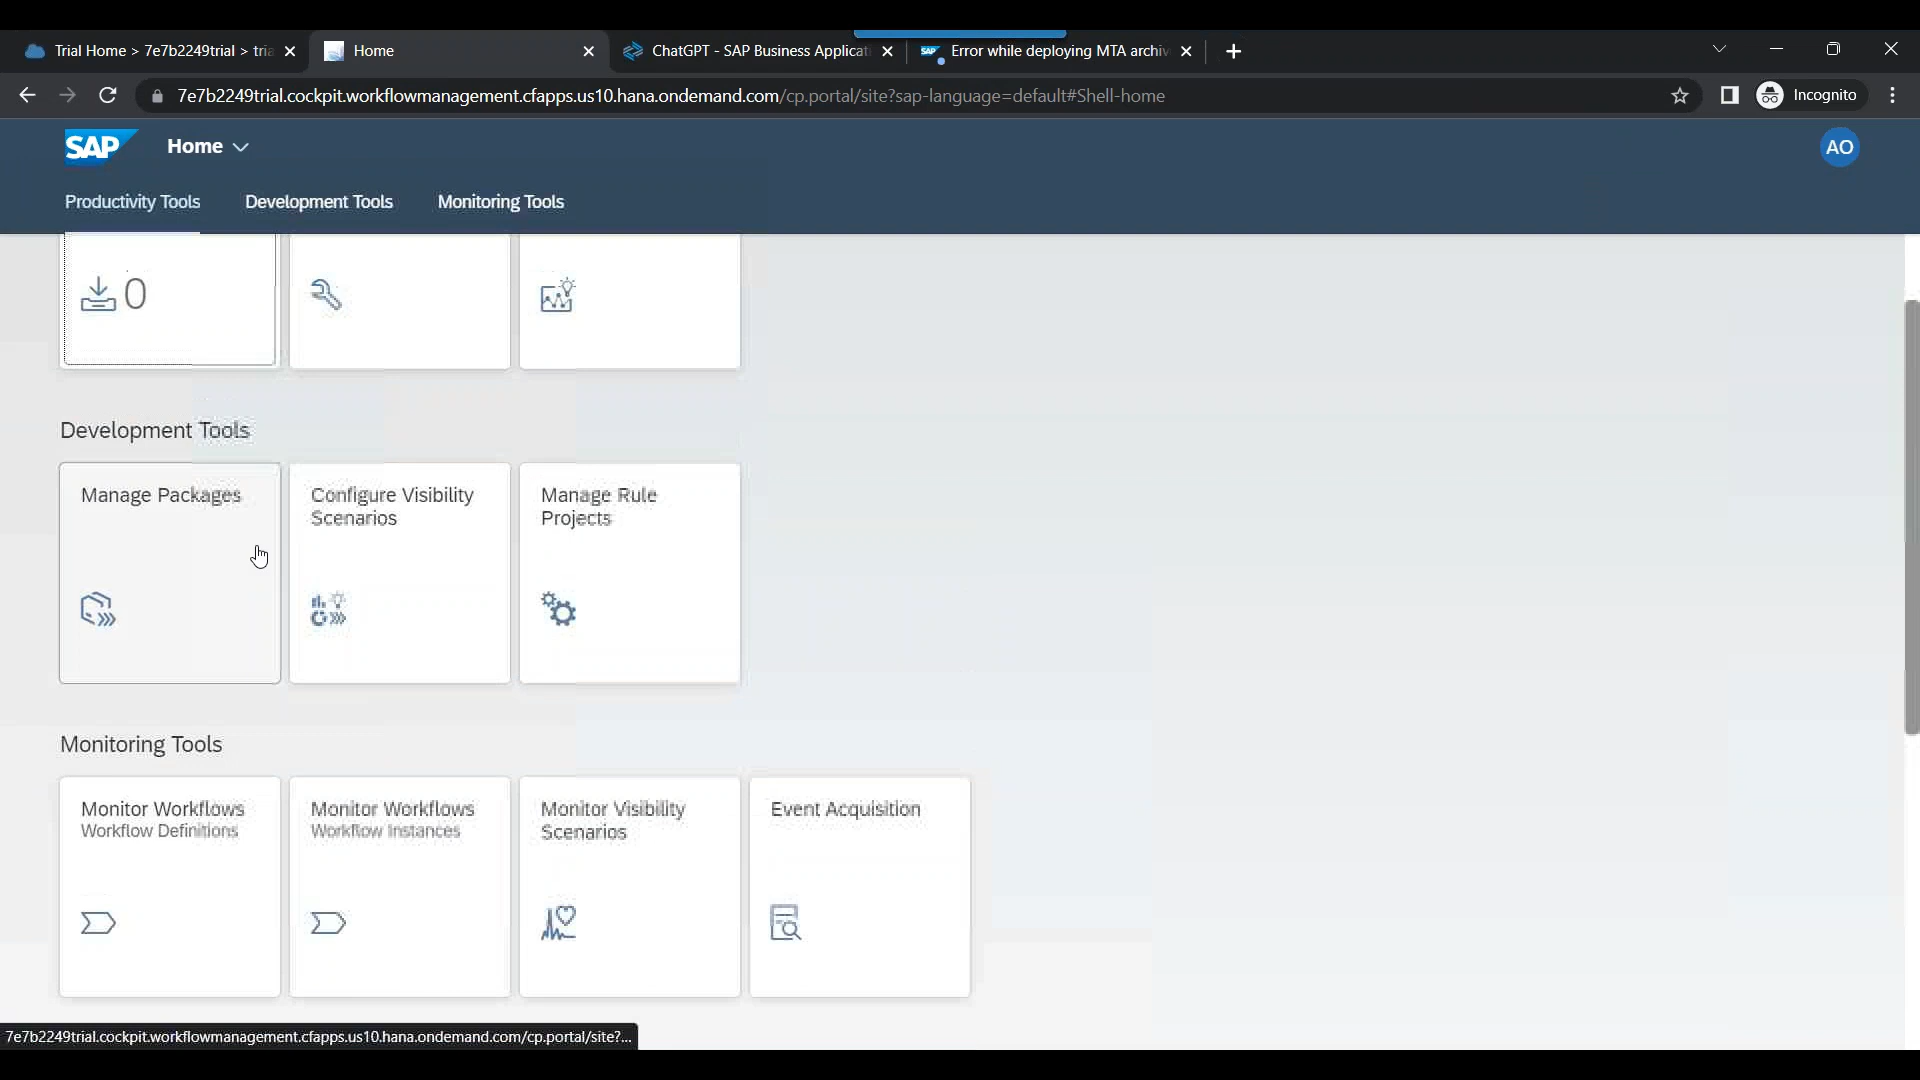 Trial Home > 7e7b2249trial > tria
Home
ChatGPT - SAP Business Applicat
SAP
Error while deploying MTA archiv
7e7b2249trial.cockpit.workflowmanagement.cfapps.us10.hana.ondemand.com/cp.portal/site?sap-language=default#Shell-home
Incognito
SAP
Home
AO
Productivity Tools
Development Tools
Monitoring Tools
0
Development Tools
Manage Packages
Configure Visibility
Scenarios
Manage Rule
Projects
Monitoring Tools
Monitor Workflows
Workflow Definitions
Monitor Workflows
Workflow Instances
Monitor Visibility
Scenarios
Event Acquisition
7e7b2249trial.cockpit.workflowmanagement.cfapps.us10.hana.ondemand.com/cp.portal/site?...